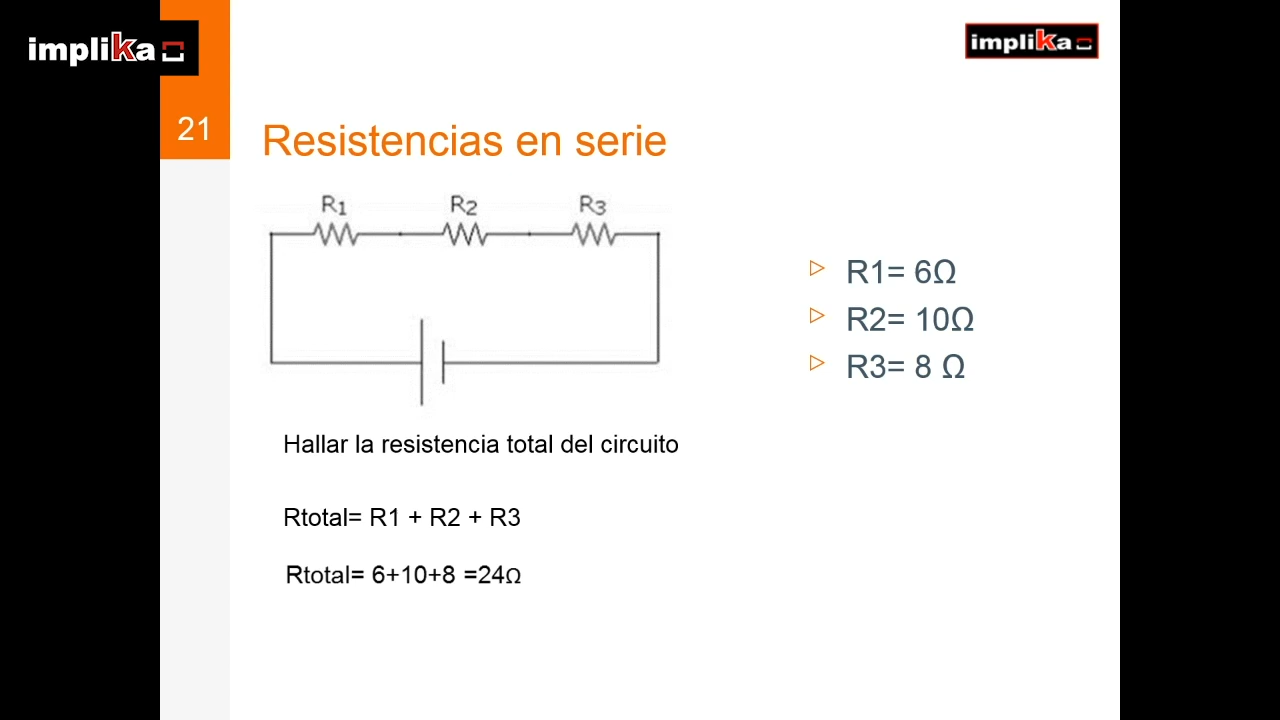 implika
implika
21
Resistencias en serie
R1 R2 R3
R1= 6Ω
R2= 10Ω
R3= 8 Ω
Hallar la resistencia total del circuito
Rtotal= R1 + R2 + R3
Rtotal= 6+10+8 =24Ω